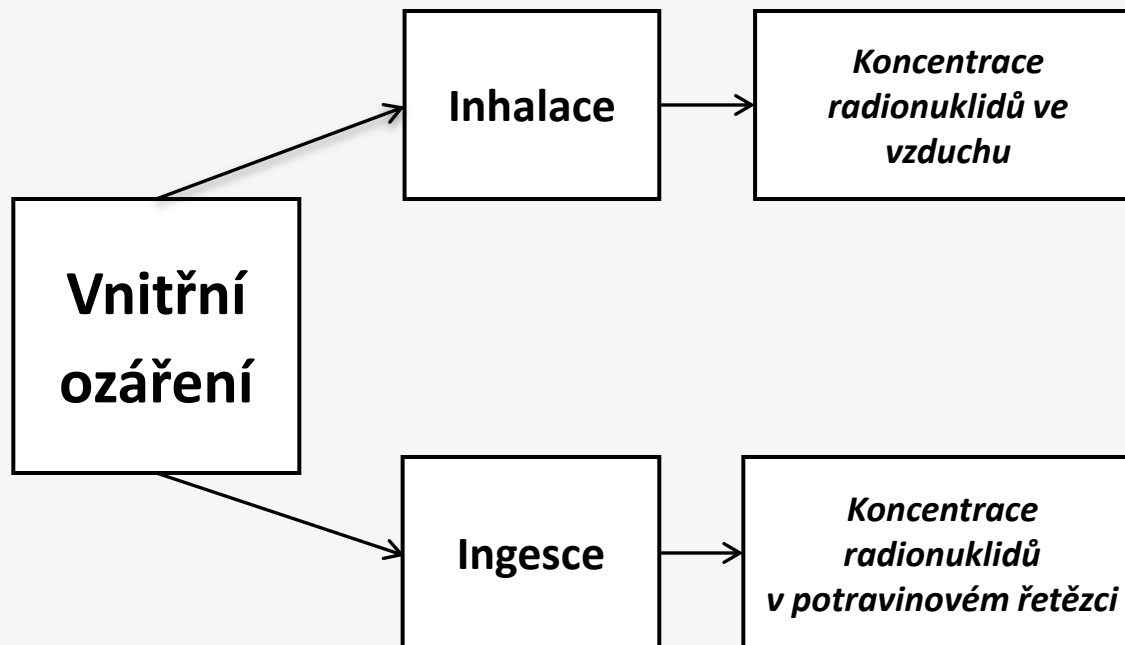 Inhalace
Koncentrace
radionuklidů ve
vzduchu
Vnitřní
ozáření
Ingesce
Koncentrace
radionuklidů
v potravinovém řetězci